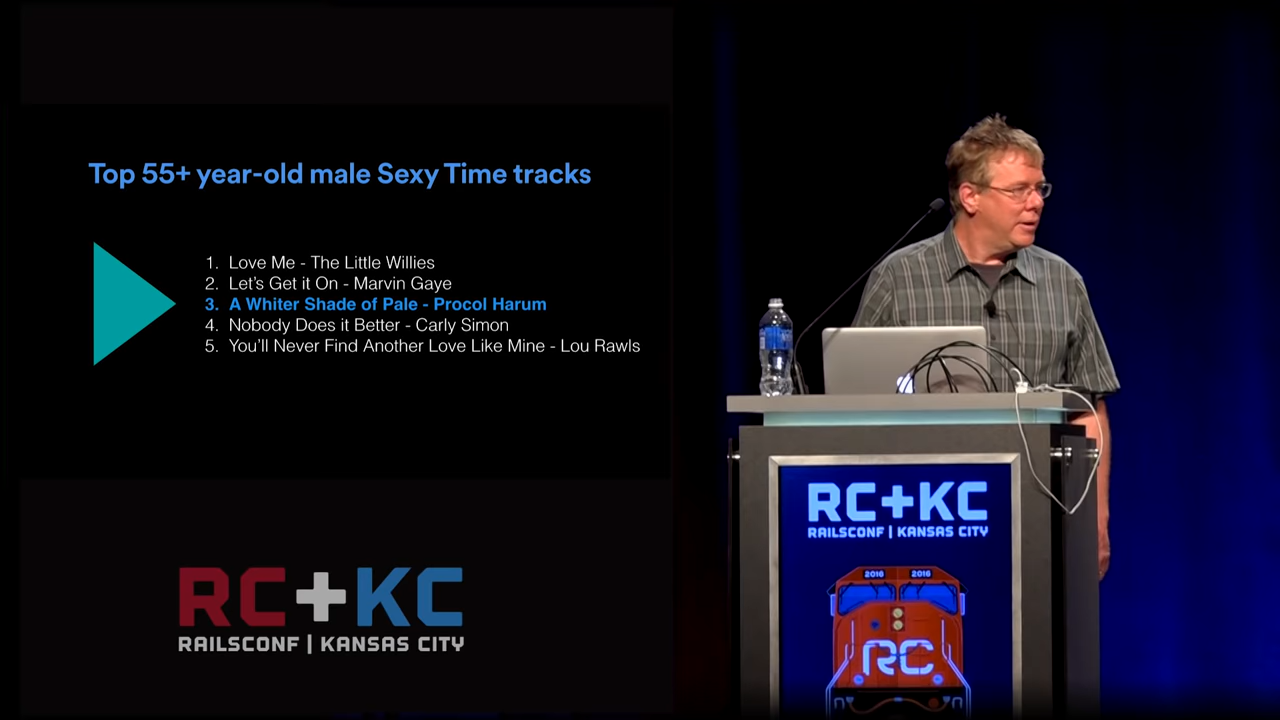 Top 55+ year-old male Sexy Time tracks
1. Love Me - The Little Willies
2. Let's Get it On - Marvin Gaye
3. A Whiter Shade of Pale - Procol Harum
4. Nobody Does it Better - Carly Simon
5. You'll Never Find Another Love Like Mine - Lou Rawls
RC+KC
RAILSCONF | KANSAS CITY
RC+KC
RAILSCONF | KANSAS CITY
2016 2016
RC